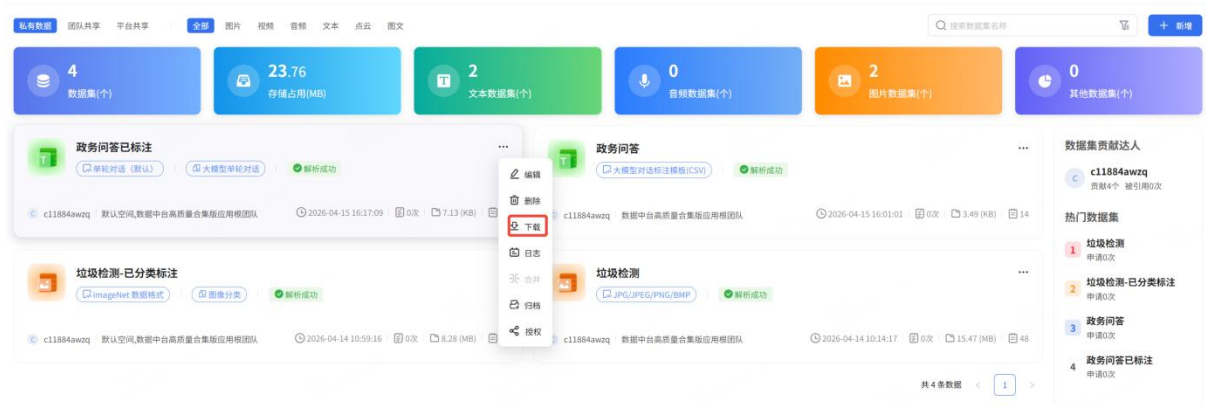 私有数据 团队共享 平台共享 全部 图片 视频 音频 文本 点云 图文 搜索数据集名称 新增
4
数据集(个)
23.76
存储占用(MB)
2
文本数据集(个)
0
音频数据集(个)
2
图片数据集(个)
0
其他数据集(个)
政务问答已标注
单轮对话（默认） 大模型单轮对话 解析成功
C c11884awzq 默认空间,数据中台高质量合集版应用根团队 2026-04-15 16:17:09 0次 7.13 (KB)
编辑
删除
下载
日志
合并
归档
授权
政务问答
大模型对话标注模板(CSV) 解析成功
c11884awzq 数据中台高质量合集版应用根团队 2026-04-15 16:01:01 0次 3.49 (KB) 14
垃圾检测-已分类标注
imageNet 数据格式 图像分类 解析成功
C c11884awzq 默认空间,数据中台高质量合集版应用根团队 2026-04-14 10:59:16 0次 8.28 (MB)
垃圾检测
JPG/JPEG/PNG/BMP 解析成功
c11884awzq 数据中台高质量合集版应用根团队 2026-04-14 10:14:17 0次 15.47 (MB) 48
共 4 条数据 < 1 >
数据集贡献达人
C c11884awzq
贡献4个 被引用0次
热门数据集
1 垃圾检测
申请0次
2 垃圾检测-已分类标注
申请0次
3 政务问答
申请0次
4 政务问答已标注
申请0次